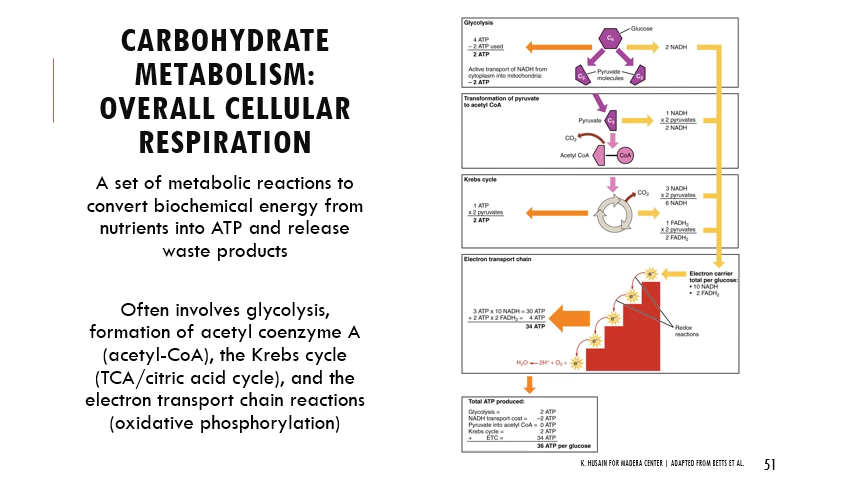 CARBOHYDRATE
METABOLISM:
OVERALL CELLULAR
RESPIRATION
A set of metabolic reactions to
convert biochemical energy from
nutrients into ATP and release
waste products
Often involves glycolysis,
formation of acetyl coenzyme A
(acetyl-CoA), the Krebs cycle
(TCA/citric acid cycle), and the
electron transport chain reactions
(oxidative phosphorylation)
Glycolysis
Glucose
C6
4 ATP
– 2 ATP used
2 ATP
2 NADH
Active transport of NADH from
cytoplasm into mitochondria:
– 2 ATP
C3
Pyruvate
molecules
C3
Transformation of pyruvate
to acetyl CoA
Pyruvate
C3
1 NADH
x 2 pyruvates
2 NADH
CO2
Acetyl CoA
CoA
Krebs cycle
CO2
3 NADH
x 2 pyruvates
6 NADH
1 ATP
x 2 pyruvates
2 ATP
1 FADH2
x 2 pyruvates
2 FADH2
Electron transport chain
Electron carrier
total per glucose:
• 10 NADH
• 2 FADH2
3 ATP x 10 NADH = 30 ATP
+ 2 ATP x 2 FADH2 = 4 ATP
34 ATP
Redox
reactions
H2O 2H+ + O2 +
Total ATP produced:
Glycolysis = 2 ATP
NADH transport cost = –2 ATP
Pyruvate into acetyl CoA = 0 ATP
Krebs cycle = 2 ATP
+ ETC = 34 ATP
36 ATP per glucose
K. HUSAIN FOR MADERA CENTER | ADAPTED FROM BETTS ET AL.
51